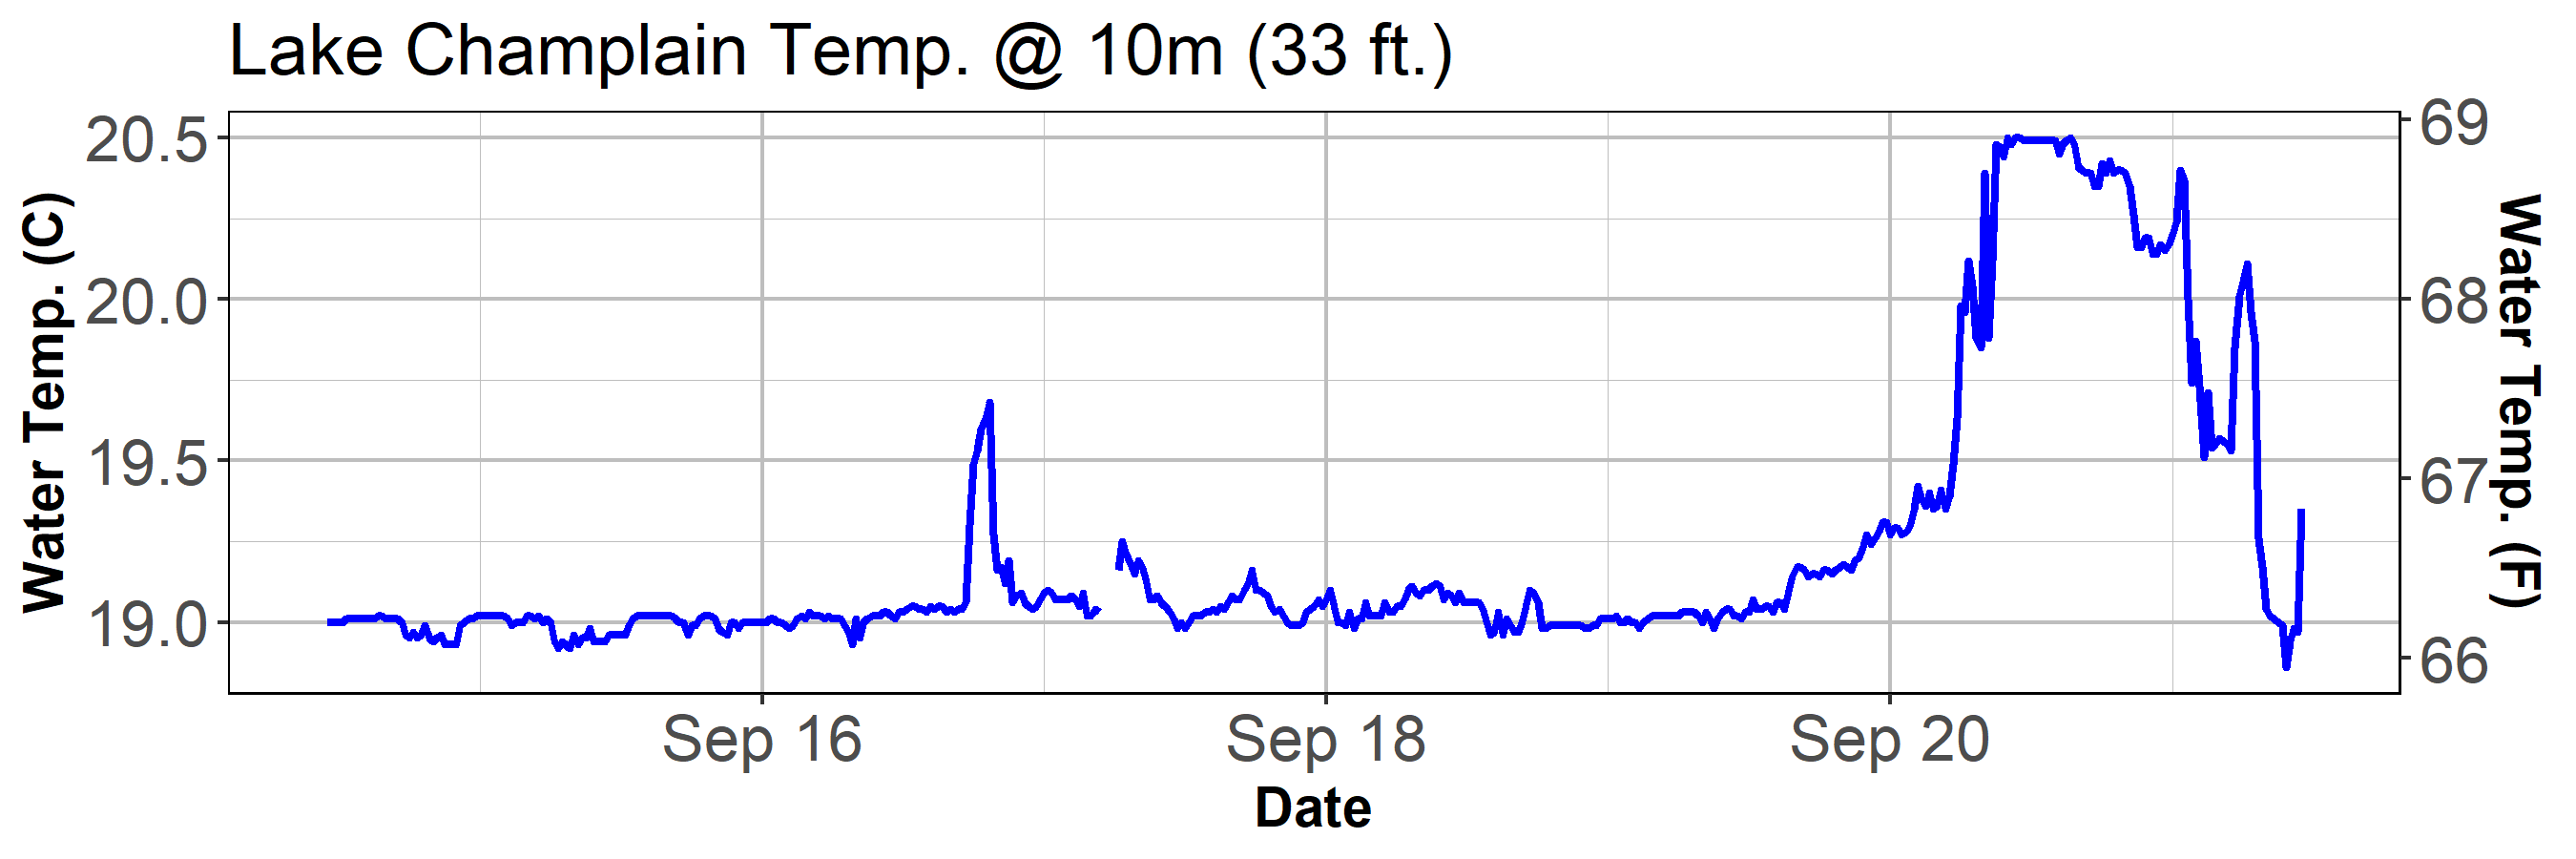 Lake Champlain Temp. @ 10m (33 ft.)
Water Temp. (C)
20.5
20.0
19.5
19.0
69
68
67
66
Water Temp. (F)
Sep 16 Sep 18 Sep 20
Date